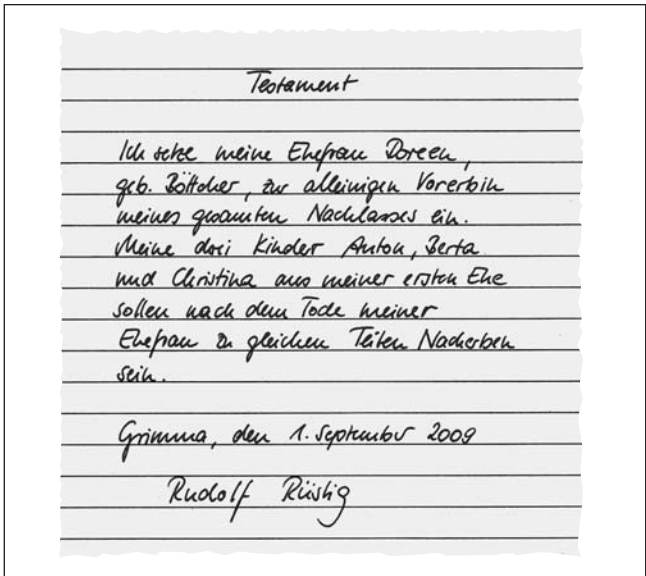 Testament
Ich setze meine Ehefrau Doreen,
geb. Böttcher, zur alleinigen Vorerbin
meines gesamten Nachlasses ein.
Meine drei Kinder Anton, Berta
und Christina aus meiner ersten Ehe
sollen nach dem Tode meiner
Ehefrau zu gleichen Teilen Nacherben
sein.
Grimma, den 1. September 2009
Rudolf Rüstig